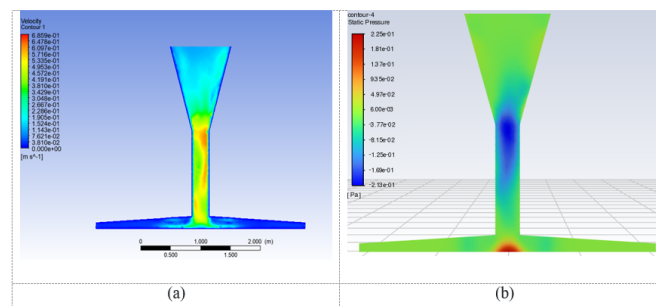 Velocity
Contour 1
6.859e-01
6.478e-01
6.097e-01
5.716e-01
5.335e-01
4.953e-01
4.572e-01
4.191e-01
3.810e-01
3.429e-01
3.048e-01
2.667e-01
2.286e-01
1.905e-01
1.524e-01
1.143e-01
7.621e-02
3.810e-02
0.000e+00
[m s^-1]
0 1.000 2.000 (m)
0.500 1.500
(a)
contour-4
Static Pressure
2.25e-01
1.81e-01
1.37e-01
9.35e-02
4.97e-02
6.00e-03
-3.77e-02
-8.15e-02
-1.25e-01
-1.69e-01
-2.13e-01
[ Pa ]
(b)